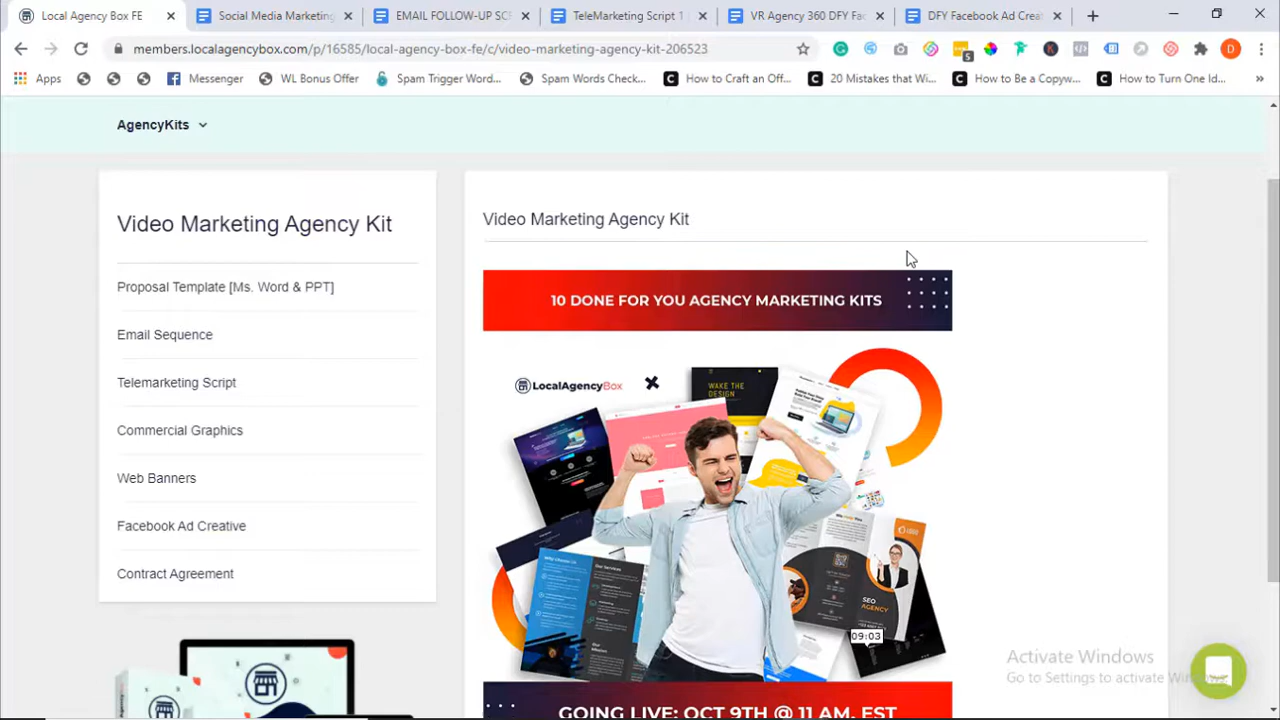 Local Agency Box FE
Social Media Marketing
EMAIL FOLLOW-UP SC
TeleMarketing Script 1
VR Agency 360 DFY Fa
DFY Facebook Ad Creat
members.localagencybox.com/p/16585/local-agency-box-fe/c/video-marketing-agency-kit-206523
S
D
Apps
Messenger
WL Bonus Offer
Spam Trigger Word...
Spam Words Check...
How to Craft an Off...
20 Mistakes that Wi...
How to Be a Copyw...
How to Turn One Id...
»
AgencyKits
Video Marketing Agency Kit
Proposal Template [Ms. Word & PPT]
Email Sequence
Telemarketing Script
Commercial Graphics
Web Banners
Facebook Ad Creative
Contract Agreement
Video Marketing Agency Kit
10 DONE FOR YOU AGENCY MARKETING KITS
LocalAgencyBox
WAKE THE
DESIGN
Our Services
SEO
AGENCY
09:03
GOING LIVE: OCT 9TH @ 11 AM. EST
Activate Windows
Go to Settings to activate Windows.